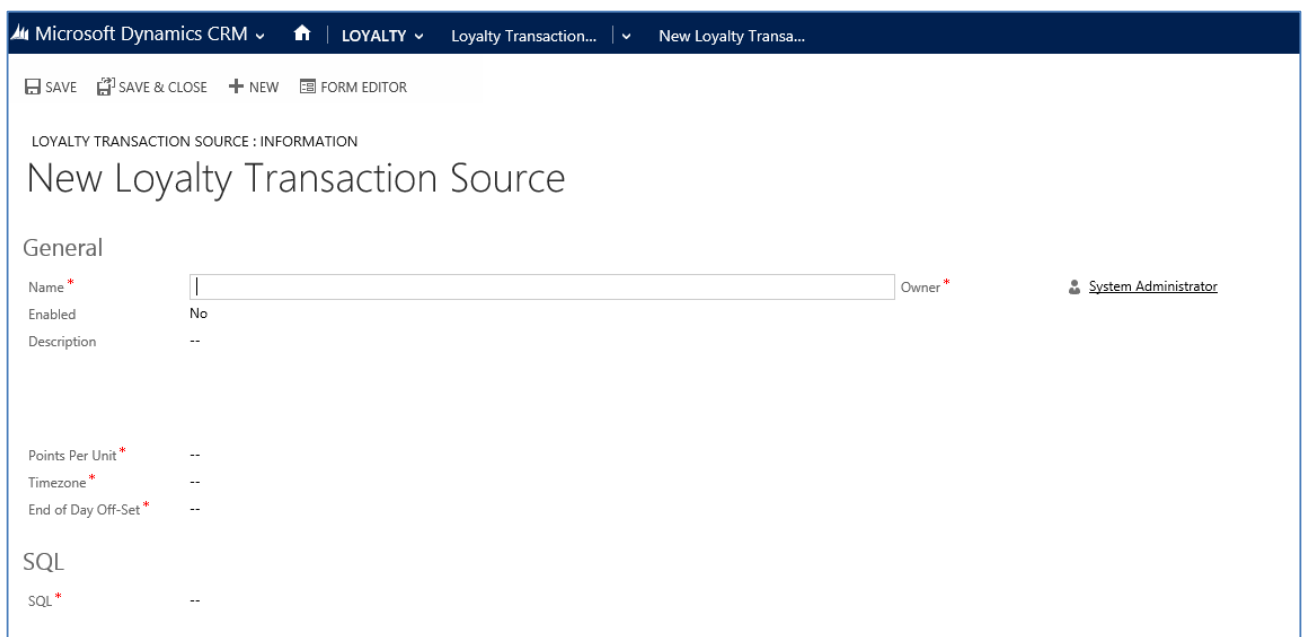 Microsoft Dynamics CRM LOYALTY Loyalty Transaction... New Loyalty Transa...
SAVE SAVE & CLOSE NEW FORM EDITOR
LOYALTY TRANSACTION SOURCE : INFORMATION
New Loyalty Transaction Source
General
Name* Owner* System Administrator
Enabled No
Description --
Points Per Unit* --
Timezone* --
End of Day Off-Set* --
SQL
SQL* --